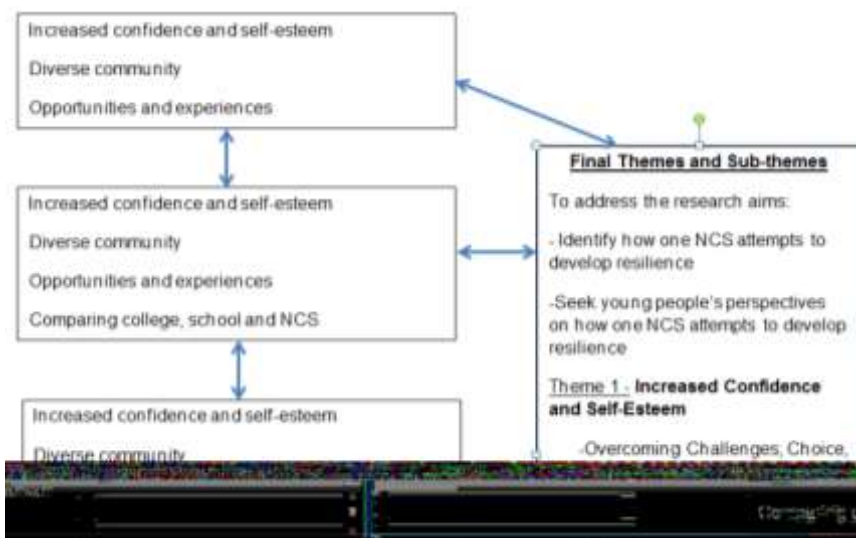 Increased confidence and self-esteem
Diverse community
Opportunities and experiences
Increased confidence and self-esteem
Diverse community
Opportunities and experiences
Comparing college, school and NCS
Increased confidence and self-esteem
Diverse community
Final Themes and Sub-themes
To address the research aims:
- Identify how one NCS attempts to
develop resilience
-Seek young people's perspectives
on how one NCS attempts to develop
resilience
Theme 1 - Increased Confidence
and Self-Esteem
-Overcoming Challenges; Choice,